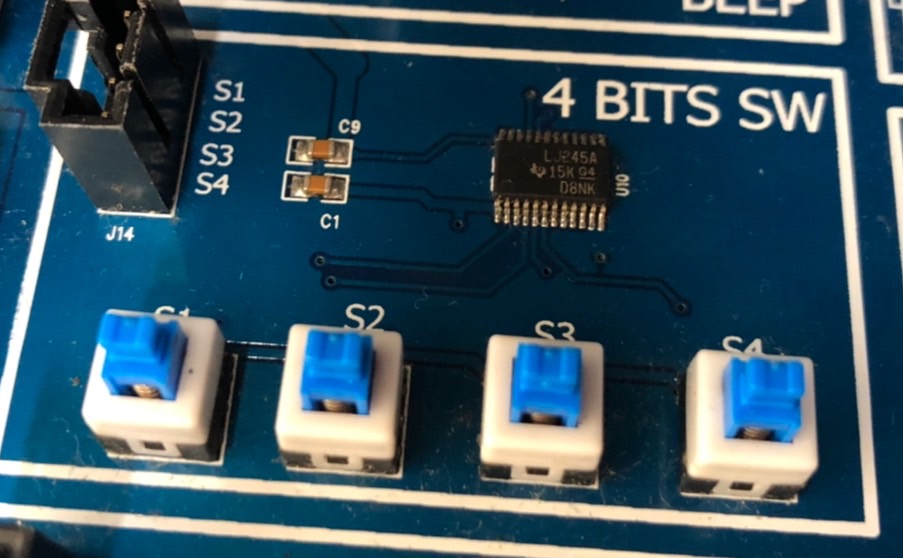 BEEP
4 BITS SW
S1
S2
S3
S4
J14
C9
C1
LJ245A
15K G4
D8NK
U10
S1
S2
S3
S4